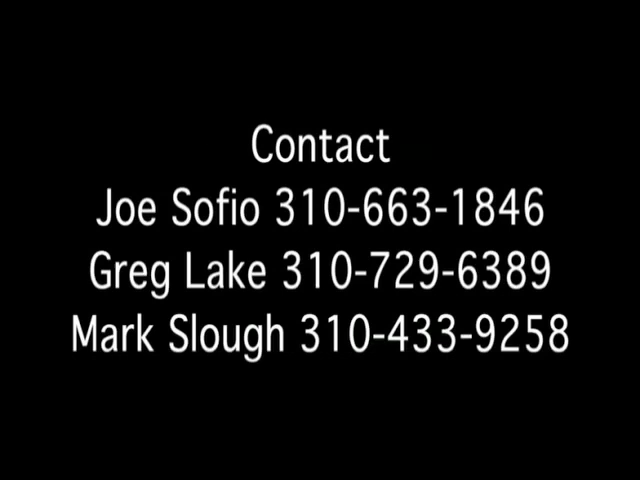 Contact
Joe Sofio 310-663-1846
Greg Lake 310-729-6389
Mark Slough 310-433-9258